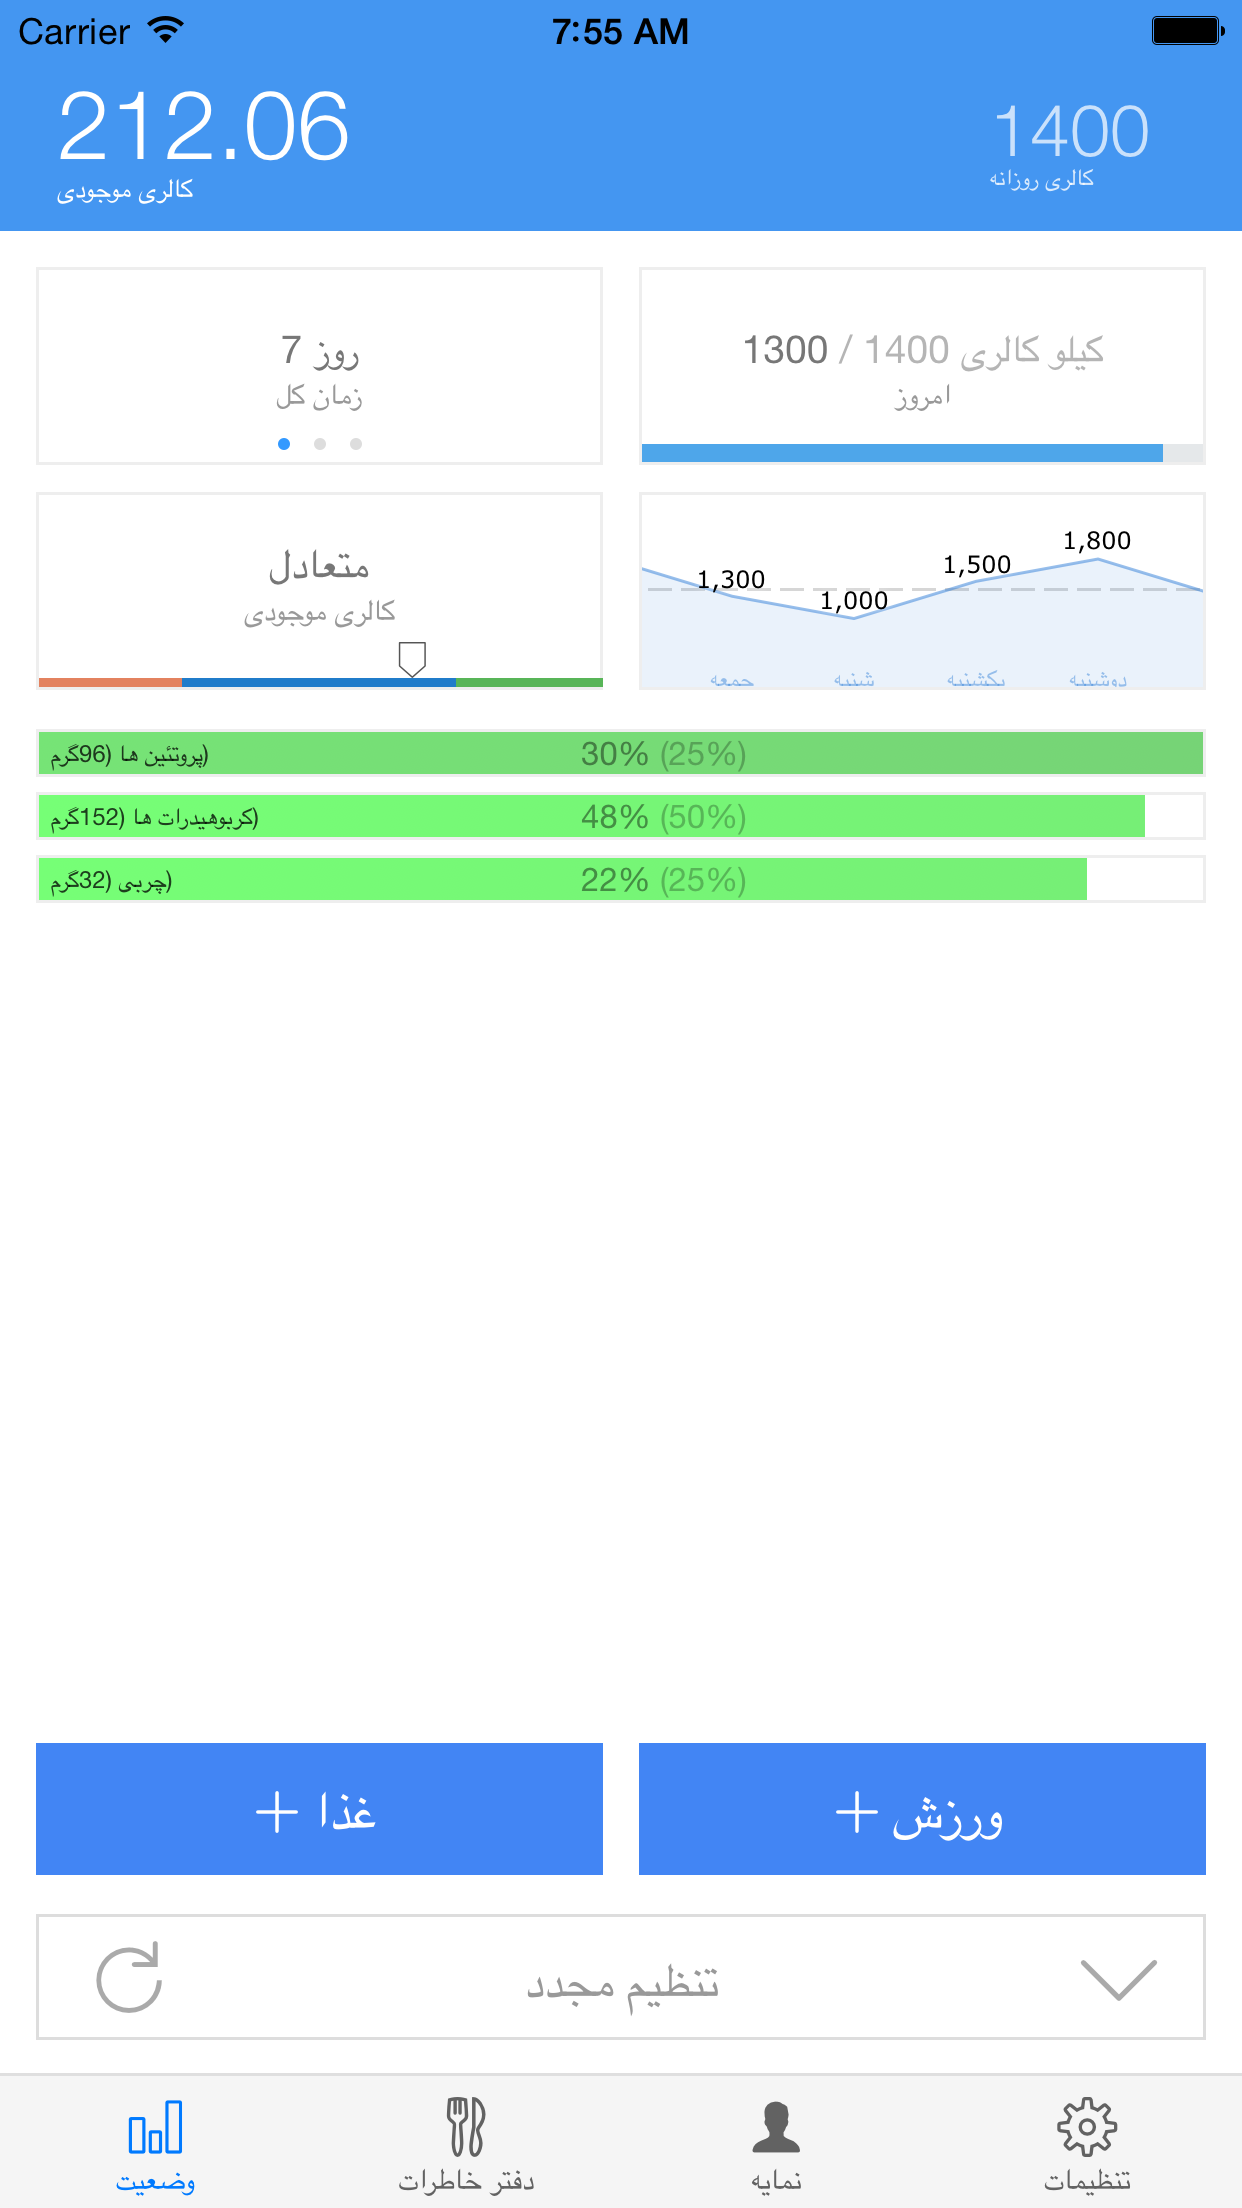 Carrier 7:55 AM
212.06
کالری موجودی
1400
کالری روزانه
7 روز
زمان کل
1300 / 1400 کیلو کالری
امروز
متعادل
کالری موجودی
1,300
1,000
1,500
1,800
جمعه
شنبه
یکشنبه
دوشنبه
پروتئین ها (96گرم) 30% (25%)
کربوهیدرات ها (152گرم) 48% (50%)
چربی (32گرم) 22% (25%)
+ غذا
+ ورزش
تنظیم مجدد
وضعیت
دفتر خاطرات
نمایه
تنظیمات